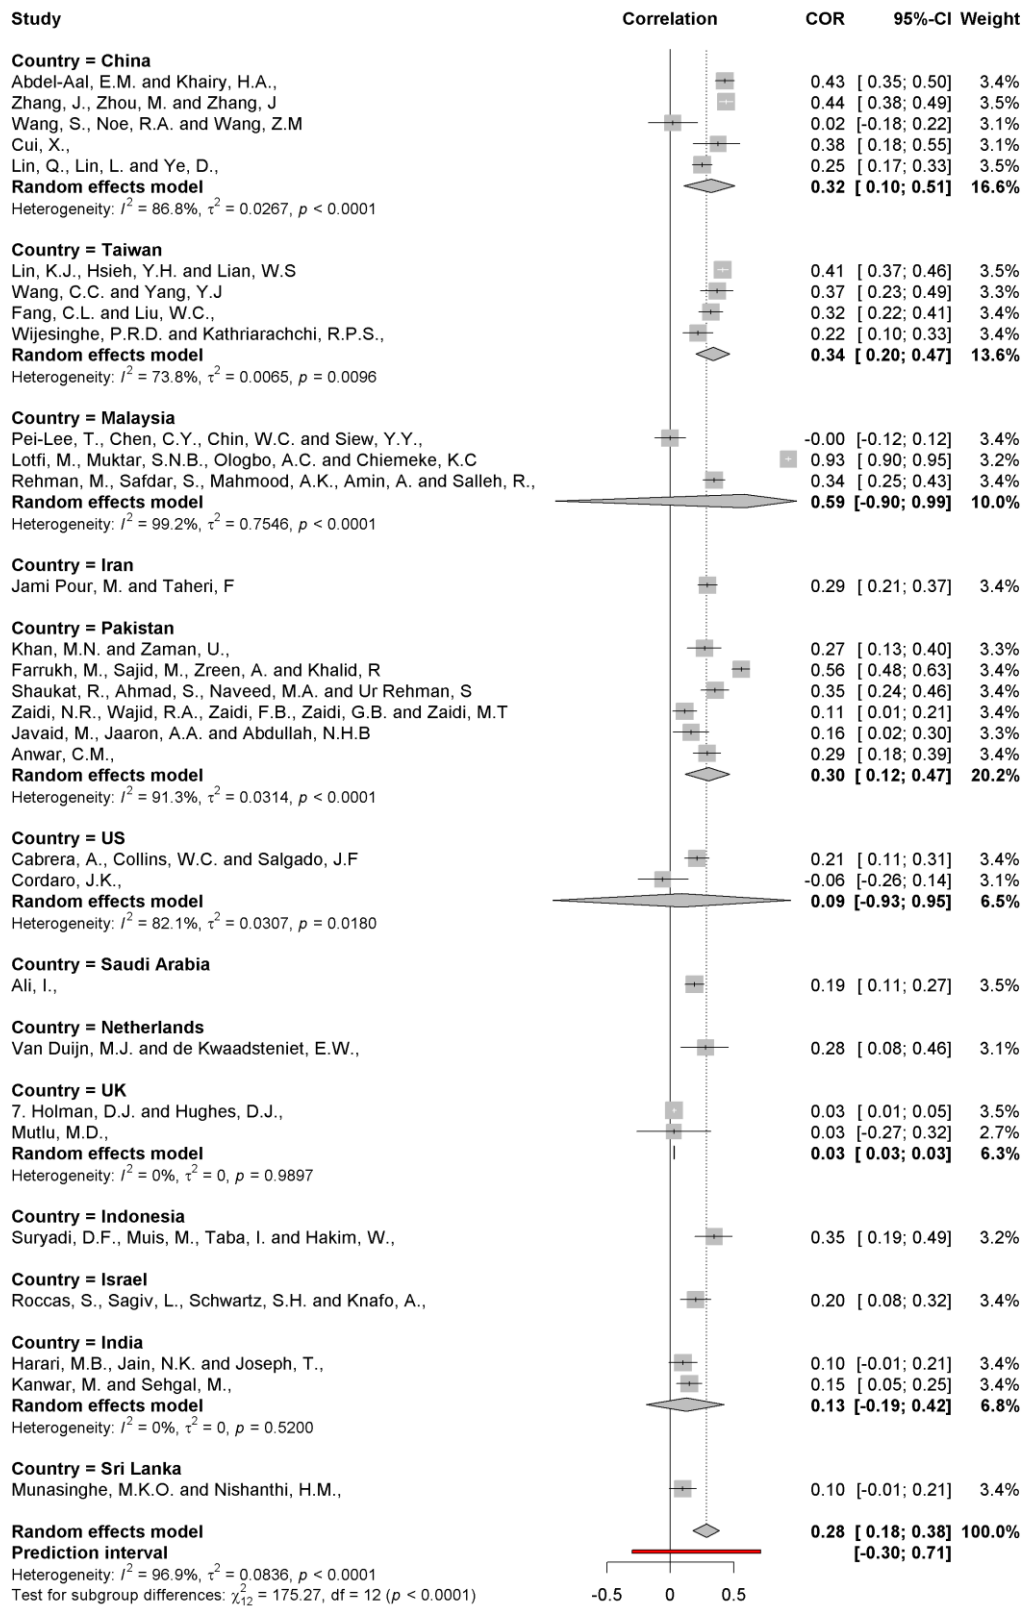 Study Correlation COR 95%-CI Weight
Country = China
Abdel-Aal, E.M. and Khairy, H.A., 0.43 [ 0.35; 0.50] 3.4%
Zhang, J., Zhou, M. and Zhang, J 0.44 [ 0.38; 0.49] 3.5%
Wang, S., Noe, R.A. and Wang, Z.M 0.02 [-0.18; 0.22] 3.1%
Cui, X., 0.38 [ 0.18; 0.55] 3.1%
Lin, Q., Lin, L. and Ye, D., 0.25 [ 0.17; 0.33] 3.5%
Random effects model 0.32 [ 0.10; 0.51] 16.6%
Heterogeneity: I² = 86.8%, τ² = 0.0267, p < 0.0001
Country = Taiwan
Lin, K.J., Hsieh, Y.H. and Lian, W.S 0.41 [ 0.37; 0.46] 3.5%
Wang, C.C. and Yang, Y.J 0.37 [ 0.23; 0.49] 3.3%
Fang, C.L. and Liu, W.C., 0.32 [ 0.22; 0.41] 3.4%
Wijesinghe, P.R.D. and Kathriarachchi, R.P.S., 0.22 [ 0.10; 0.33] 3.4%
Random effects model 0.34 [ 0.20; 0.47] 13.6%
Heterogeneity: I² = 73.8%, τ² = 0.0065, p = 0.0096
Country = Malaysia
Pei-Lee, T., Chen, C.Y., Chin, W.C. and Siew, Y.Y., -0.00 [-0.12; 0.12] 3.4%
Lotfi, M., Muktar, S.N.B., Ologbo, A.C. and Chiemeke, K.C 0.93 [ 0.90; 0.95] 3.2%
Rehman, M., Safdar, S., Mahmood, A.K., Amin, A. and Salleh, R., 0.34 [ 0.25; 0.43] 3.4%
Random effects model 0.59 [-0.90; 0.99] 10.0%
Heterogeneity: I² = 99.2%, τ² = 0.7546, p < 0.0001
Country = Iran
Jami Pour, M. and Taheri, F 0.29 [ 0.21; 0.37] 3.4%
Country = Pakistan
Khan, M.N. and Zaman, U., 0.27 [ 0.13; 0.40] 3.3%
Farrukh, M., Sajid, M., Zreen, A. and Khalid, R 0.56 [ 0.48; 0.63] 3.4%
Shaukat, R., Ahmad, S., Naveed, M.A. and Ur Rehman, S 0.35 [ 0.24; 0.46] 3.4%
Zaidi, N.R., Wajid, R.A., Zaidi, F.B., Zaidi, G.B. and Zaidi, M.T 0.11 [ 0.01; 0.21] 3.4%
Javaid, M., Jaaron, A.A. and Abdullah, N.H.B 0.16 [ 0.02; 0.30] 3.3%
Anwar, C.M., 0.29 [ 0.18; 0.39] 3.4%
Random effects model 0.30 [ 0.12; 0.47] 20.2%
Heterogeneity: I² = 91.3%, τ² = 0.0314, p < 0.0001
Country = US
Cabrera, A., Collins, W.C. and Salgado, J.F 0.21 [ 0.11; 0.31] 3.4%
Cordaro, J.K., -0.06 [-0.26; 0.14] 3.1%
Random effects model 0.09 [-0.93; 0.95] 6.5%
Heterogeneity: I² = 82.1%, τ² = 0.0307, p = 0.0180
Country = Saudi Arabia
Ali, I., 0.19 [ 0.11; 0.27] 3.5%
Country = Netherlands
Van Duijn, M.J. and de Kwaadsteniet, E.W., 0.28 [ 0.08; 0.46] 3.1%
Country = UK
7. Holman, D.J. and Hughes, D.J., 0.03 [ 0.01; 0.05] 3.5%
Mutlu, M.D., 0.03 [-0.27; 0.32] 2.7%
Random effects model 0.03 [ 0.03; 0.03] 6.3%
Heterogeneity: I² = 0%, τ² = 0, p = 0.9897
Country = Indonesia
Suryadi, D.F., Muis, M., Taba, I. and Hakim, W., 0.35 [ 0.19; 0.49] 3.2%
Country = Israel
Roccas, S., Sagiv, L., Schwartz, S.H. and Knafo, A., 0.20 [ 0.08; 0.32] 3.4%
Country = India
Harari, M.B., Jain, N.K. and Joseph, T., 0.10 [-0.01; 0.21] 3.4%
Kanwar, M. and Sehgal, M., 0.15 [ 0.05; 0.25] 3.4%
Random effects model 0.13 [-0.19; 0.42] 6.8%
Heterogeneity: I² = 0%, τ² = 0, p = 0.5200
Country = Sri Lanka
Munasinghe, M.K.O. and Nishanthi, H.M., 0.10 [-0.01; 0.21] 3.4%
Random effects model 0.28 [ 0.18; 0.38] 100.0%
Prediction interval [-0.30; 0.71]
Heterogeneity: I² = 96.9%, τ² = 0.0836, p < 0.0001
Test for subgroup differences: χ²₁₂ = 175.27, df = 12 (p < 0.0001)
-0.5 0 0.5